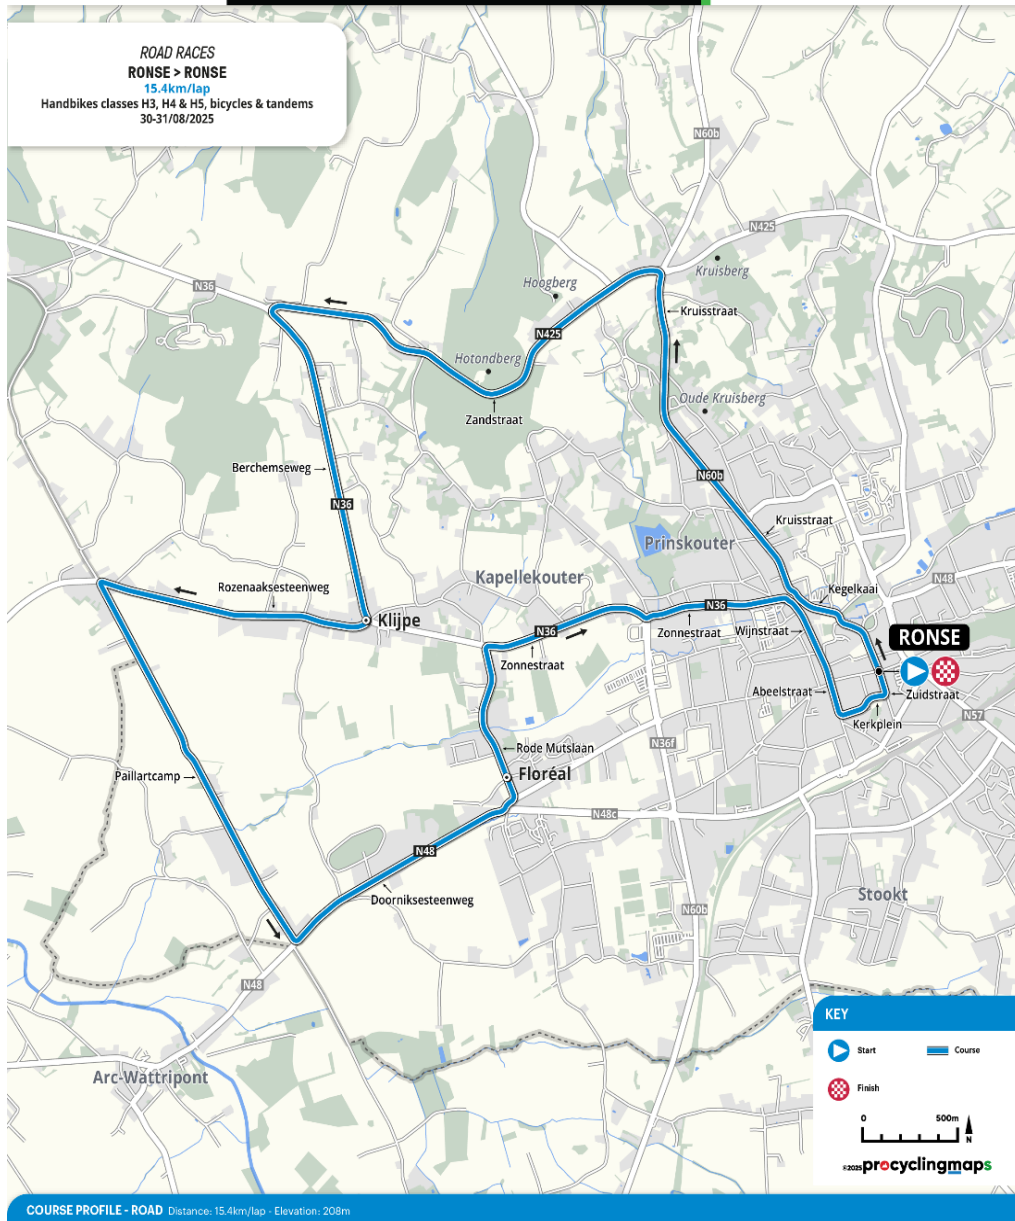 ROAD RACES
RONSE > RONSE
15.4km/lap
Handbikes classes H3, H4 & H5, bicycles & tandems
30-31/08/2025
N60b
N425
Kruisberg
N36
Hoogberg
Kruisstraat
N425
Hotondberg
Oude Kruisberg
Zandstraat
Berchemseweg
N60b
N36
Kruisstraat
Prinskouter
Kapellekouter
N48
Rozenaaksesteenweg
Kegelkaai
N36
Klijpe
N36
Zonnestraat
Wijnstraat
RONSE
Zonnestraat
Abeelstraat
Zuidstraat
Kerkplein
N57
Rode Mutslaan
N36f
Floréal
Paillartcamp
N48c
N48
Doorniksesteenweg
Stookt
N60b
N48
Arc-Wattripont
KEY
Start
Course
Finish
0 500m
N
©2025 procyclingmaps
COURSE PROFILE - ROAD Distance: 15.4km/lap - Elevation: 208m